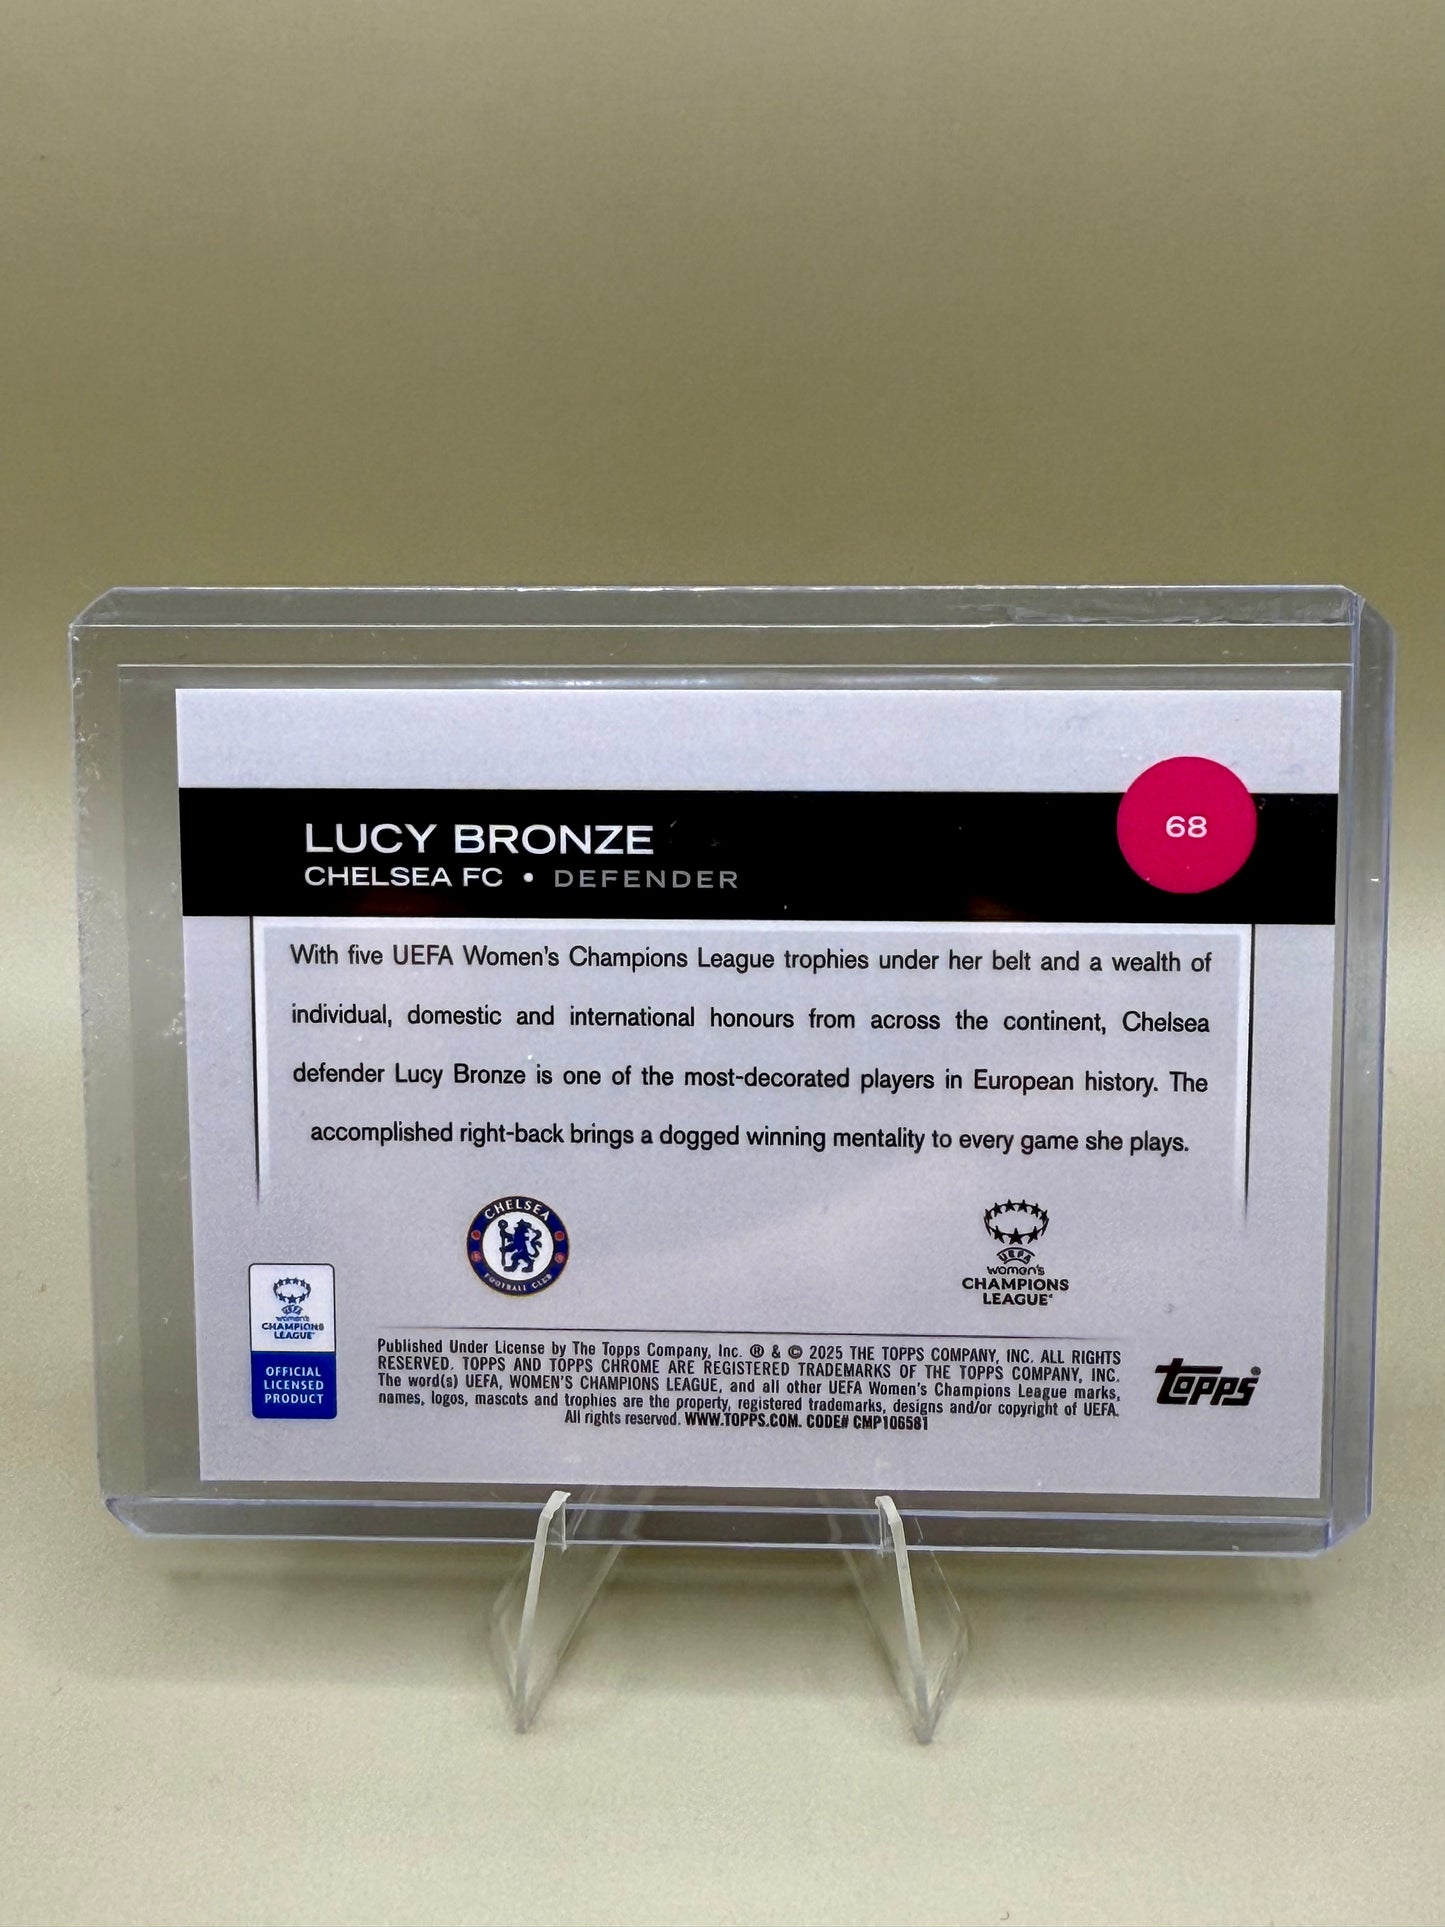 LUCY BRONZE
CHELSEA FC • DEFENDER
68
With five UEFA Women's Champions League trophies under her belt and a wealth of
individual, domestic and international honours from across the continent, Chelsea
defender Lucy Bronze is one of the most-decorated players in European history. The
accomplished right-back brings a dogged winning mentality to every game she plays.
CHELSEA
FOOTBALL CLUB
UEFA
women's
CHAMPIONS
LEAGUE
UEFA
women's
CHAMPIONS
LEAGUE
OFFICIAL
LICENSED
PRODUCT
Published Under License by The Topps Company, Inc. ® & © 2025 THE TOPPS COMPANY, INC. ALL RIGHTS
RESERVED. TOPPS AND TOPPS CHROME ARE REGISTERED TRADEMARKS OF THE TOPPS COMPANY, INC.
The word(s) UEFA, WOMEN'S CHAMPIONS LEAGUE, and all other UEFA Women's Champions League marks,
names, logos, mascots and trophies are the property, registered trademarks, designs and/or copyright of UEFA.
All rights reserved. WWW.TOPPS.COM. CODE# CMP106581
Topps®